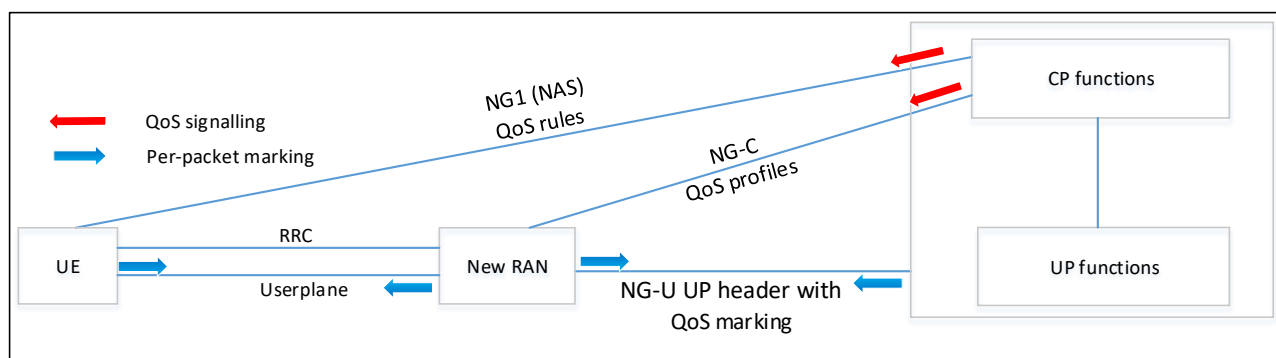 NG1 (NAS)
QoS rules
CP functions
QoS signalling
Per-packet marking
NG-C
QoS profiles
RRC
UE
New RAN
UP functions
Userplane
NG-U UP header with
QoS marking